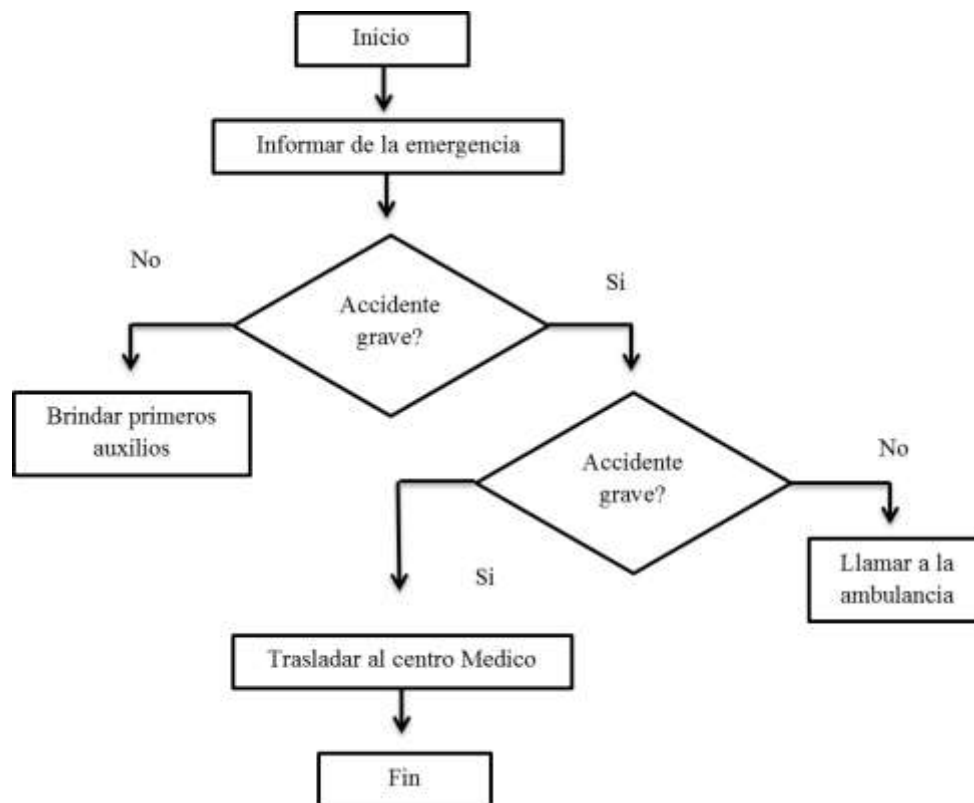 Inicio
Informar de la emergencia
No
Si
Accidente
grave?
Brindar primeros
auxilios
Accidente
grave?
No
Si
Llamar a la
ambulancia
Trasladar al centro Medico
Fin